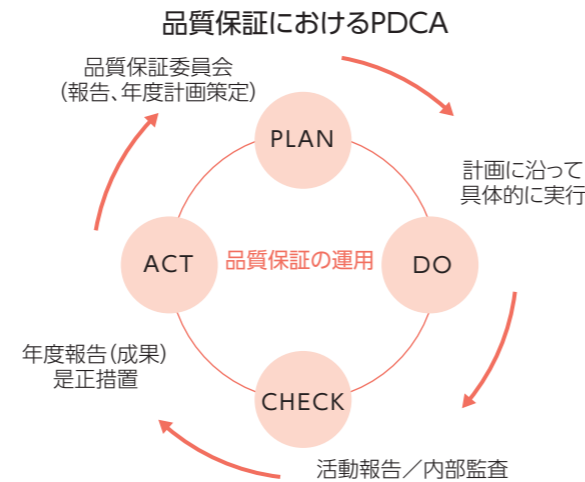 品質保証におけるPDCA
品質保証委員会
(報告、年度計画策定)
PLAN
計画に沿って
具体的に実行
ACT
品質保証の運用
DO
年度報告(成果)
是正措置
CHECK
活動報告／内部監査